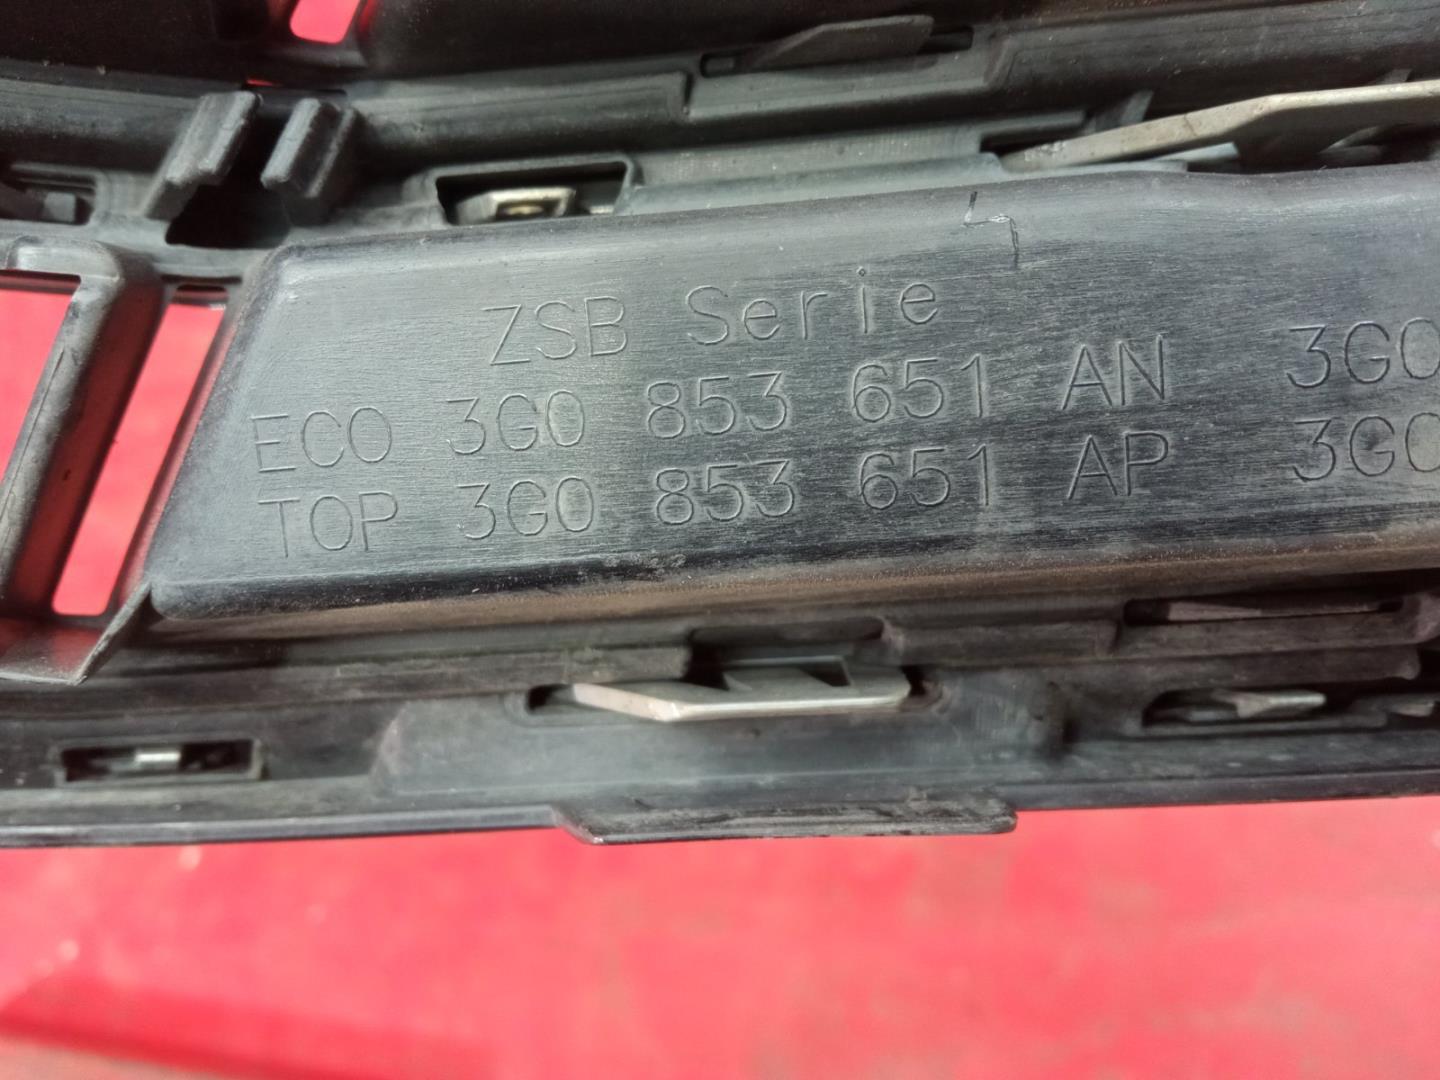 ZSB Serie
ECO 3G0 853 651 AN 3G0
TOP 3G0 853 651 AP 3G0